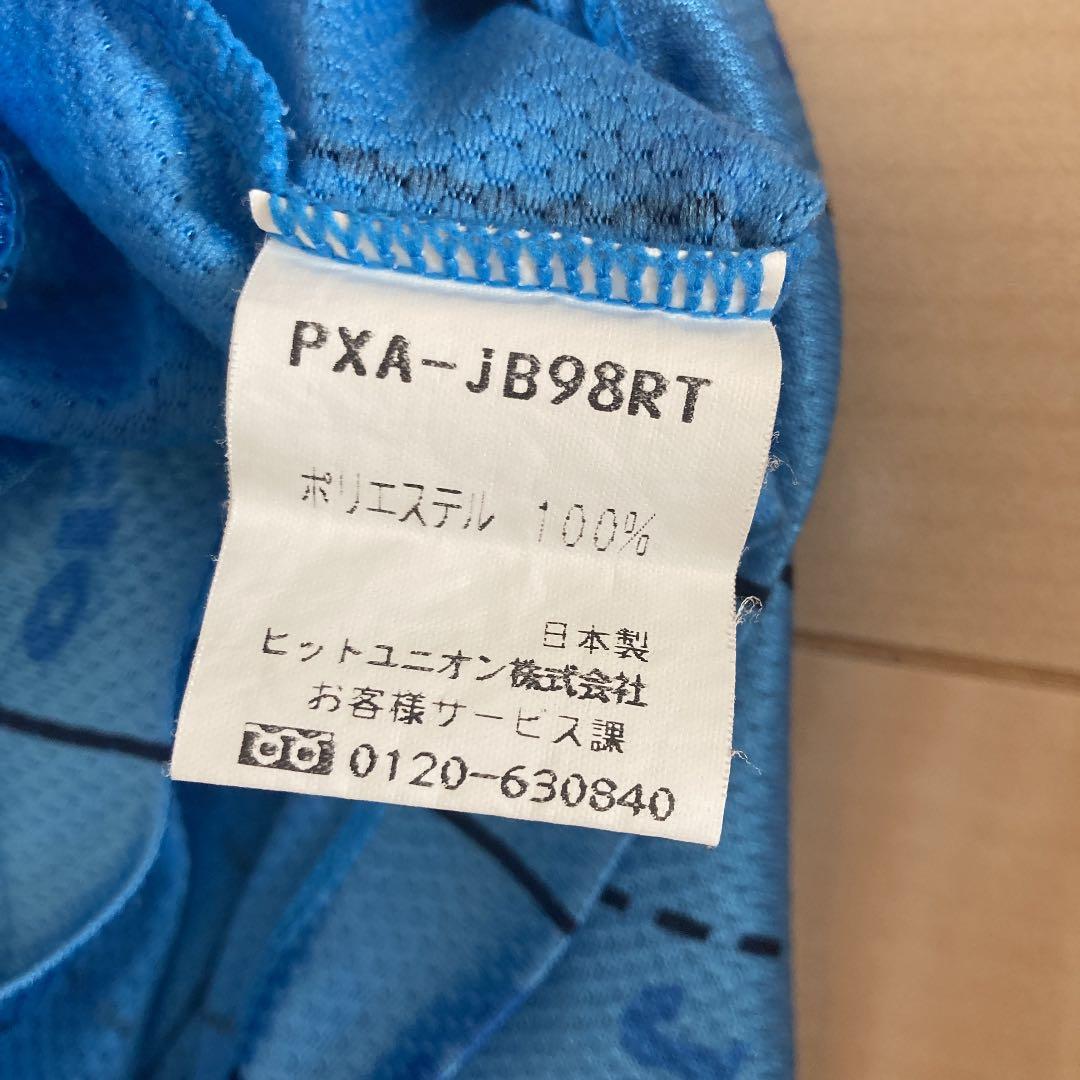 PXA-JB98RT
ポリエステル 100%
日本製
ヒットユニオン株式会社
お客様サービス課
0120-630840